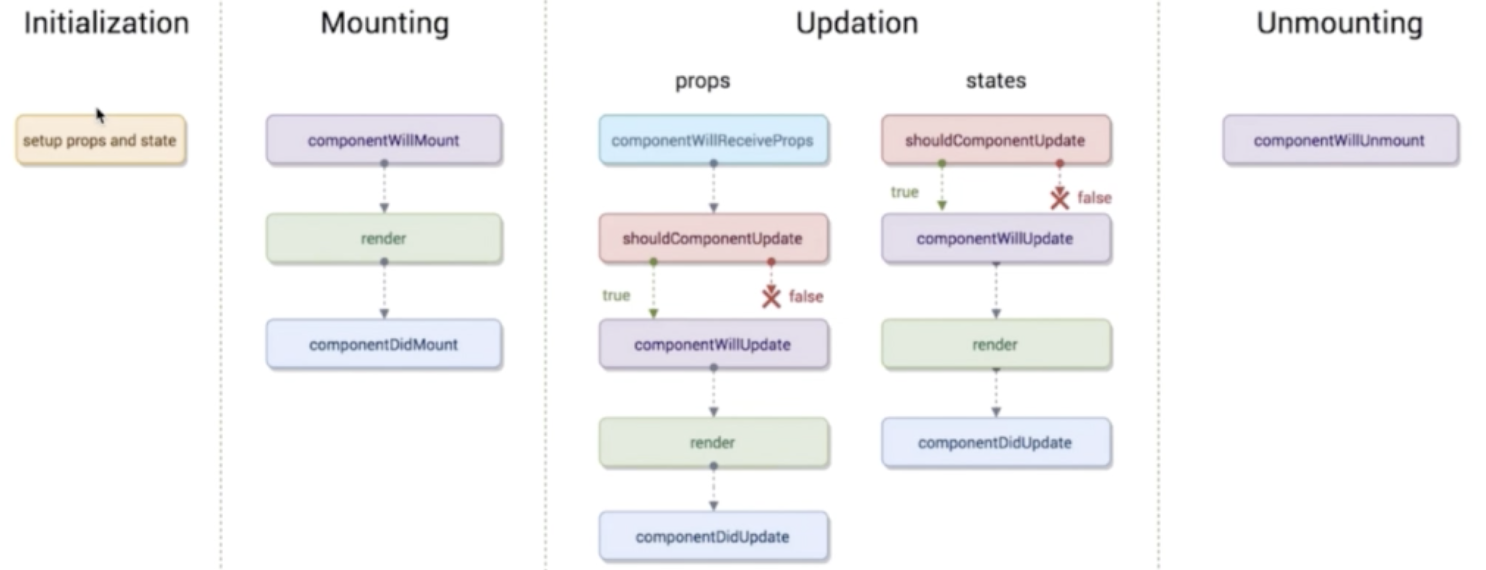 Initialization
Mounting
Updation
Unmounting
props
states
setup props and state
componentWillMount
render
componentDidMount
componentWillReceiveProps
shouldComponentUpdate
true
false
componentWillUpdate
render
componentDidUpdate
shouldComponentUpdate
true
false
componentWillUpdate
render
componentDidUpdate
componentWillUnmount